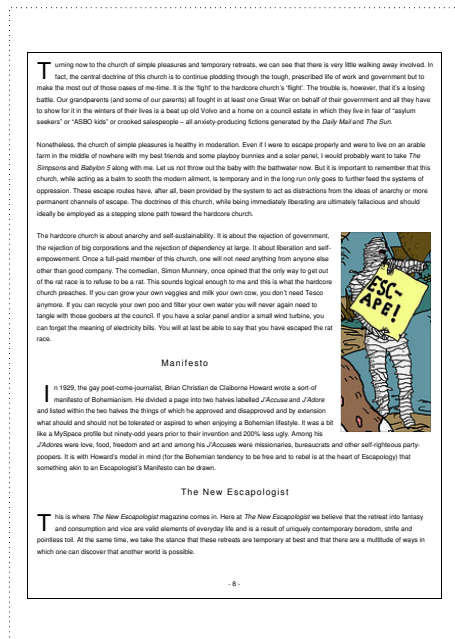 Turning now to the church of simple pleasures and temporary retreats, we can see that there is very little walking away involved. In
fact, the central doctrine of this church is to continue plodding through the tough, prescribed life of work and government but to
make the most out of those oases of me-time. It is the 'fight' to the hardcore church's 'flight'. The trouble is, however, that it's a losing
battle. Our grandparents (and some of our parents) all fought in at least one Great War on behalf of their government and all they have
to show for it in the winters of their lives is a beat up old Volvo and a home on a council estate in which they live in fear of "asylum
seekers" or "ASBO kids" or crooked salespeople – all anxiety-producing fictions generated by the Daily Mail and The Sun.
Nonetheless, the church of simple pleasures is healthy in moderation. Even if I were to escape properly and were to live on an arable
farm in the middle of nowhere with my best friends and some playboy bunnies and a solar panel, I would probably want to take The
Simpsons and Babylon 5 along with me. Let us not throw out the baby with the bathwater now. But it is important to remember that this
church, while acting as a balm to sooth the modern ailment, is temporary and in the long run only goes to further feed the systems of
oppression. These escape routes have, after all, been provided by the system to act as distractions from the ideas of anarchy or more
permanent channels of escape. The doctrines of this church, while being immediately liberating are ultimately fallacious and should
ideally be employed as a stepping stone path toward the hardcore church.
The hardcore church is about anarchy and self-sustainability. It is about the rejection of government,
the rejection of big corporations and the rejection of dependency at large. It about liberation and self-
empowerment. Once a full-paid member of this church, one will not need anything from anyone else
other than good company. The comedian, Simon Munnery, once opined that the only way to get out
of the rat race is to refuse to be a rat. This sounds logical enough to me and this is what the hardcore
church preaches. If you can grow your own veggies and milk your own cow, you don't need Tesco
anymore. If you can recycle your own poo and filter your own water you will never again need to
tangle with those goobers at the council. If you have a solar panel and/or a small wind turbine, you
can forget the meaning of electricity bills. You will at last be able to say that you have escaped the rat
race.
ESC-
APE!
Manifesto
In 1929, the gay poet-come-journalist, Brian Christian de Claiborne Howard wrote a sort-of
manifesto of Bohemianism. He divided a page into two halves labelled J'Accuse and J'Adore
and listed within the two halves the things of which he approved and disapproved and by extension
what should and should not be tolerated or aspired to when enjoying a Bohemian lifestyle. It was a bit
like a MySpace profile but ninety-odd years prior to their invention and 200% less ugly. Among his
J'Adores were love, food, freedom and art and among his J'Accuses were missionaries, bureaucrats and other self-righteous party-
poopers. It is with Howard's model in mind (for the Bohemian tendency to be free and to rebel is at the heart of Escapology) that
something akin to an Escapologist's Manifesto can be drawn.
The New Escapologist
This is where The New Escapologist magazine comes in. Here at The New Escapologist we believe that the retreat into fantasy
and consumption and vice are valid elements of everyday life and is a result of uniquely contemporary boredom, strife and
pointless toil. At the same time, we take the stance that these retreats are temporary at best and that there are a multitude of ways in
which one can discover that another world is possible.
- 8 -